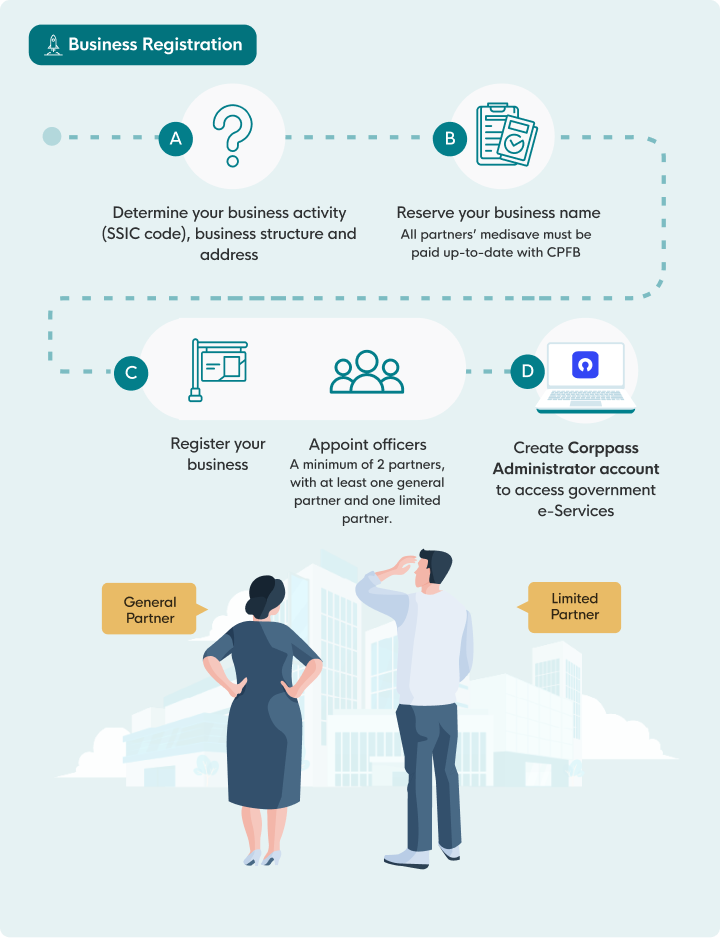 Business Registration
A
B
Determine your business activity
(SSIC code), business structure and
address
Reserve your business name
All partners' medisave must be
paid up-to-date with CPFB
C
D
Register your
business
Appoint officers
A minimum of 2 partners,
with at least one general
partner and one limited
partner.
Create Corppass
Administrator account
to access government
e-Services
General
Partner
Limited
Partner